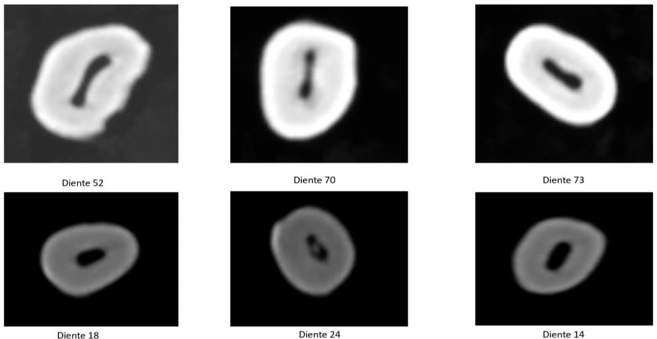 Diente 52
Diente 70
Diente 73
Diente 18
Diente 24
Diente 14